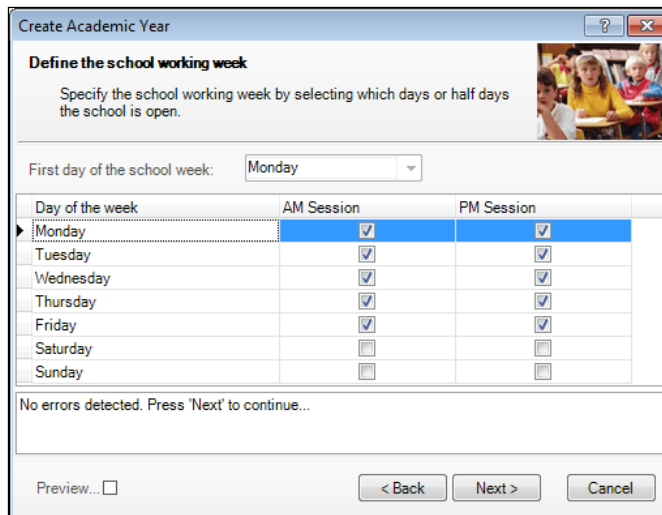 Create Academic Year
Define the school working week
Specify the school working week by selecting which days or half days
the school is open.
First day of the school week: Monday
Day of the week AM Session PM Session
Monday
Tuesday
Wednesday
Thursday
Friday
Saturday
Sunday
No errors detected. Press 'Next' to continue...
Preview... < Back Next > Cancel